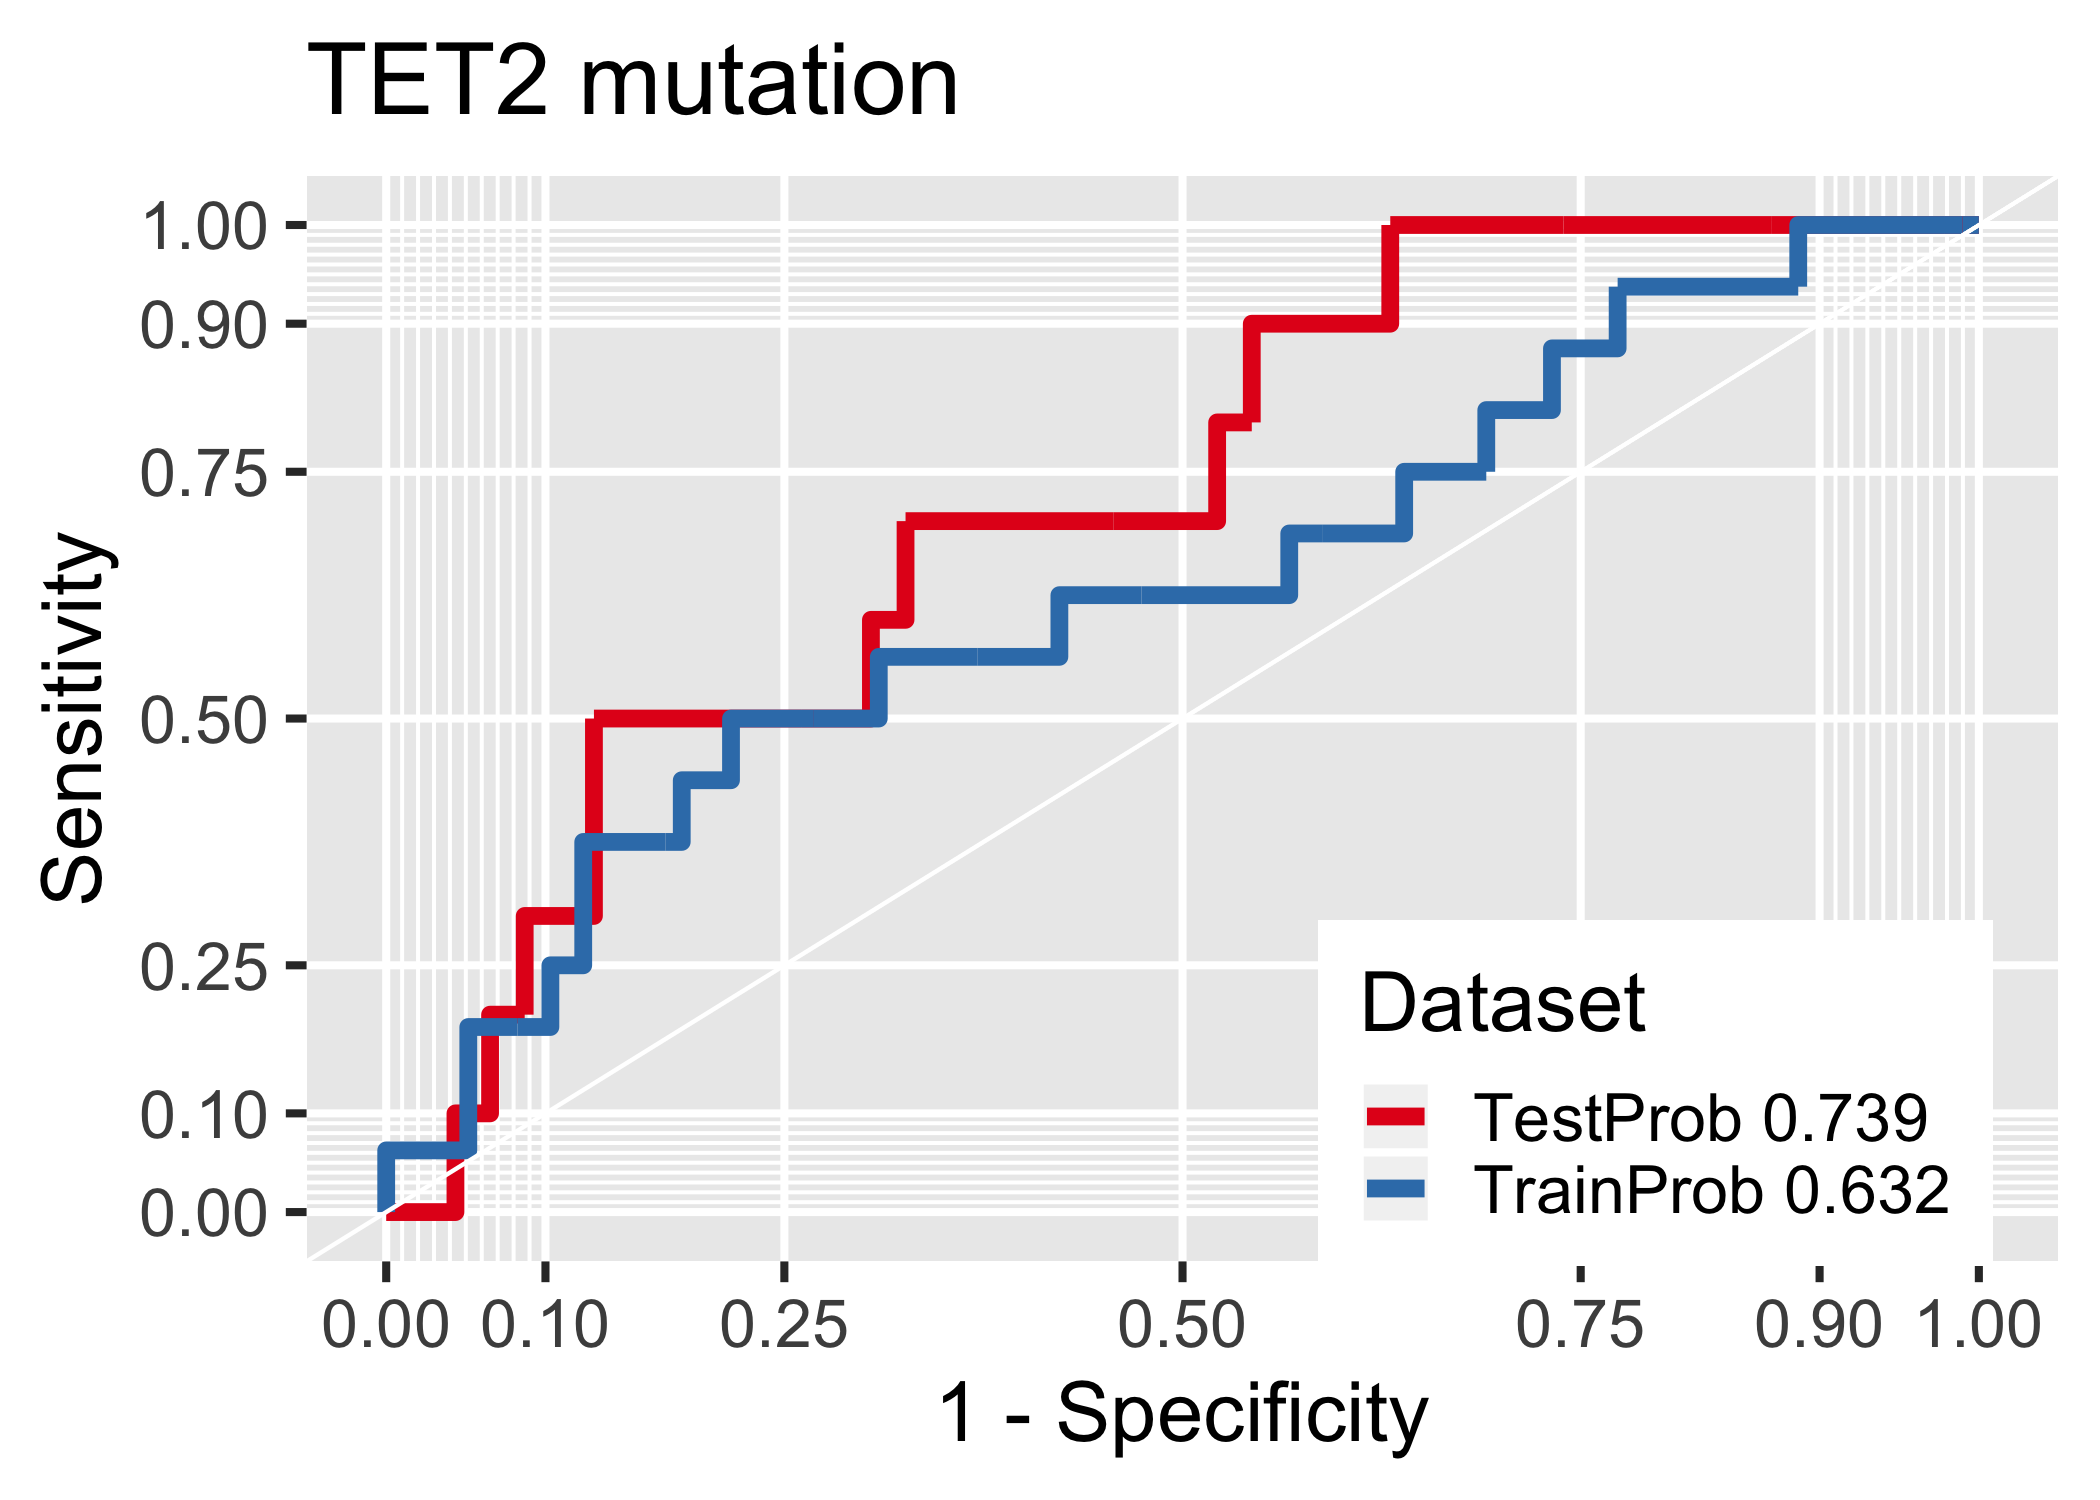 TET2 mutation
1.00
0.90
0.75
0.50
0.25
0.10
0.00
Sensitivity
Dataset
TestProb 0.739
TrainProb 0.632
0.00 0.10 0.25 0.50 0.75 0.90 1.00
1 - Specificity